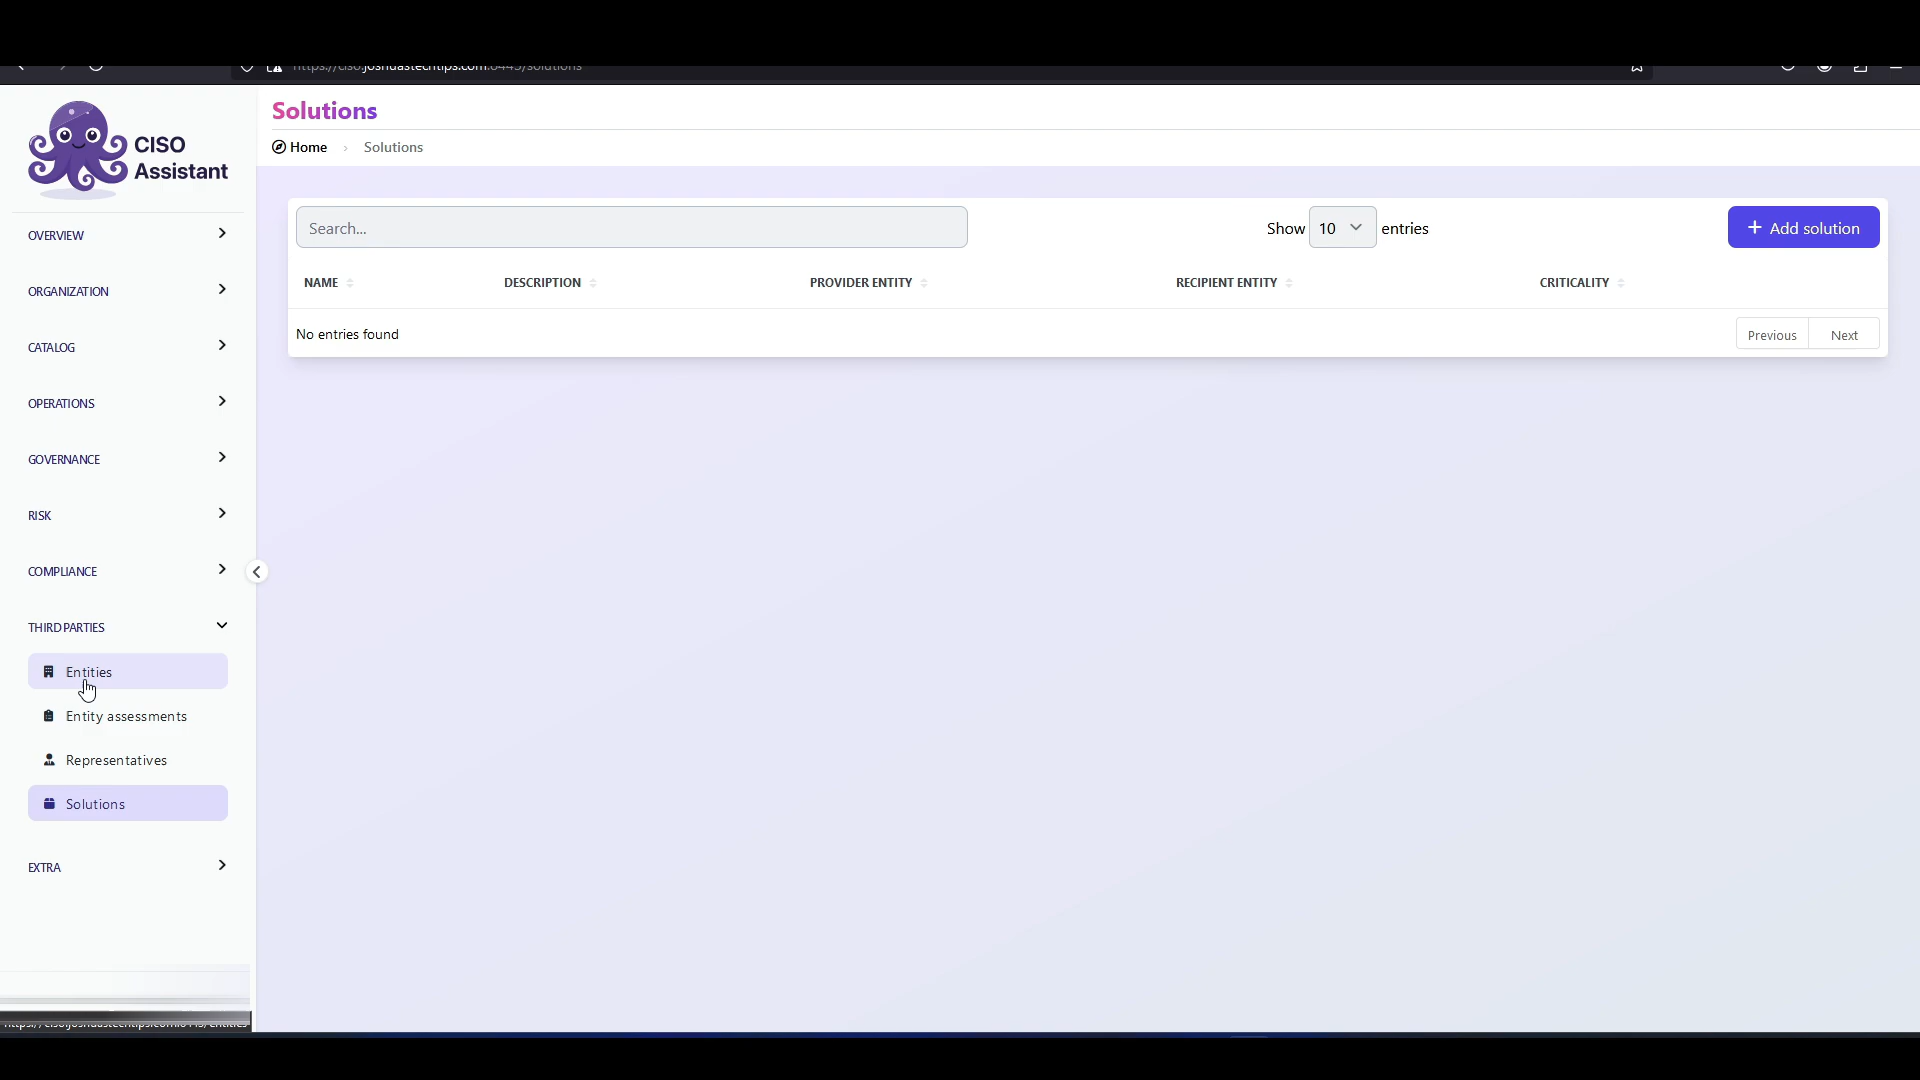 Solutions
Home › Solutions
CISO
Assistant
OVERVIEW
ORGANIZATION
CATALOG
OPERATIONS
GOVERNANCE
RISK
COMPLIANCE
THIRD PARTIES
Entities
Entity assessments
Representatives
Solutions
EXTRA
Search...
Show 10 entries
+ Add solution
NAME DESCRIPTION PROVIDER ENTITY RECIPIENT ENTITY CRITICALITY
No entries found
Previous Next